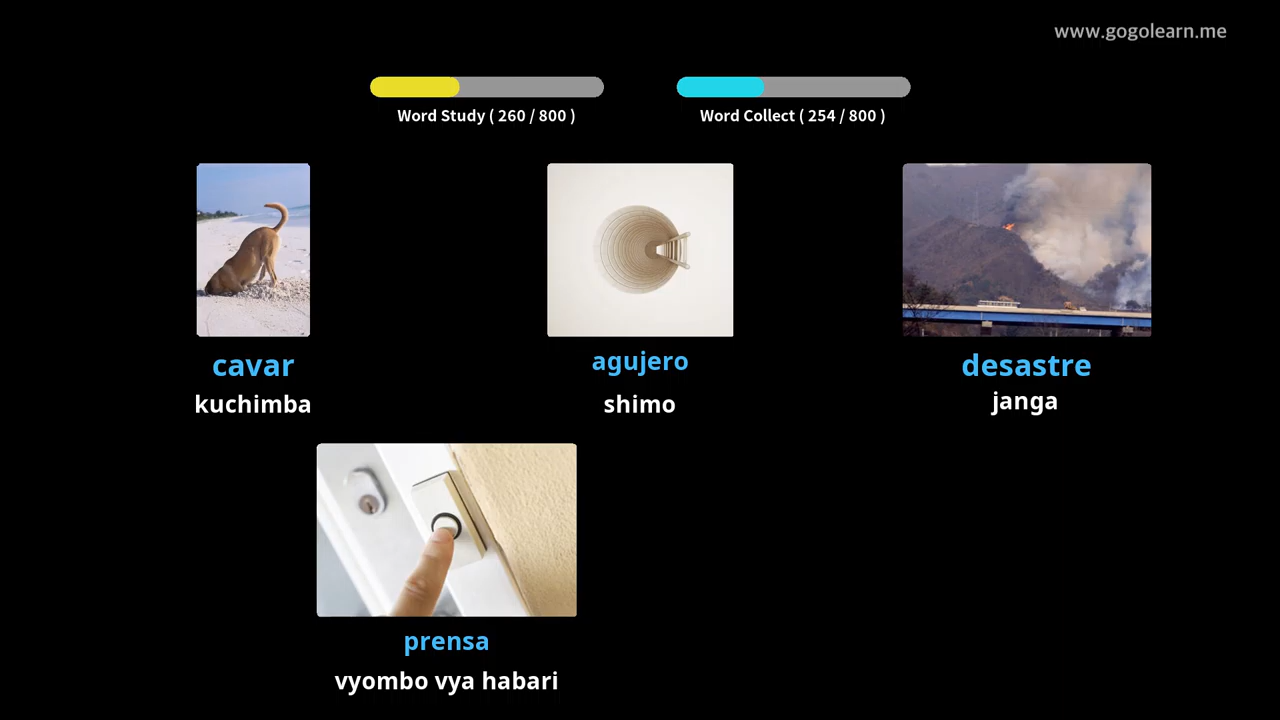 www.gogolearn.me
Word Study ( 260 / 800 )
Word Collect ( 254 / 800 )
cavar
kuchimba
agujero
shimo
desastre
janga
prensa
vyombo vya habari